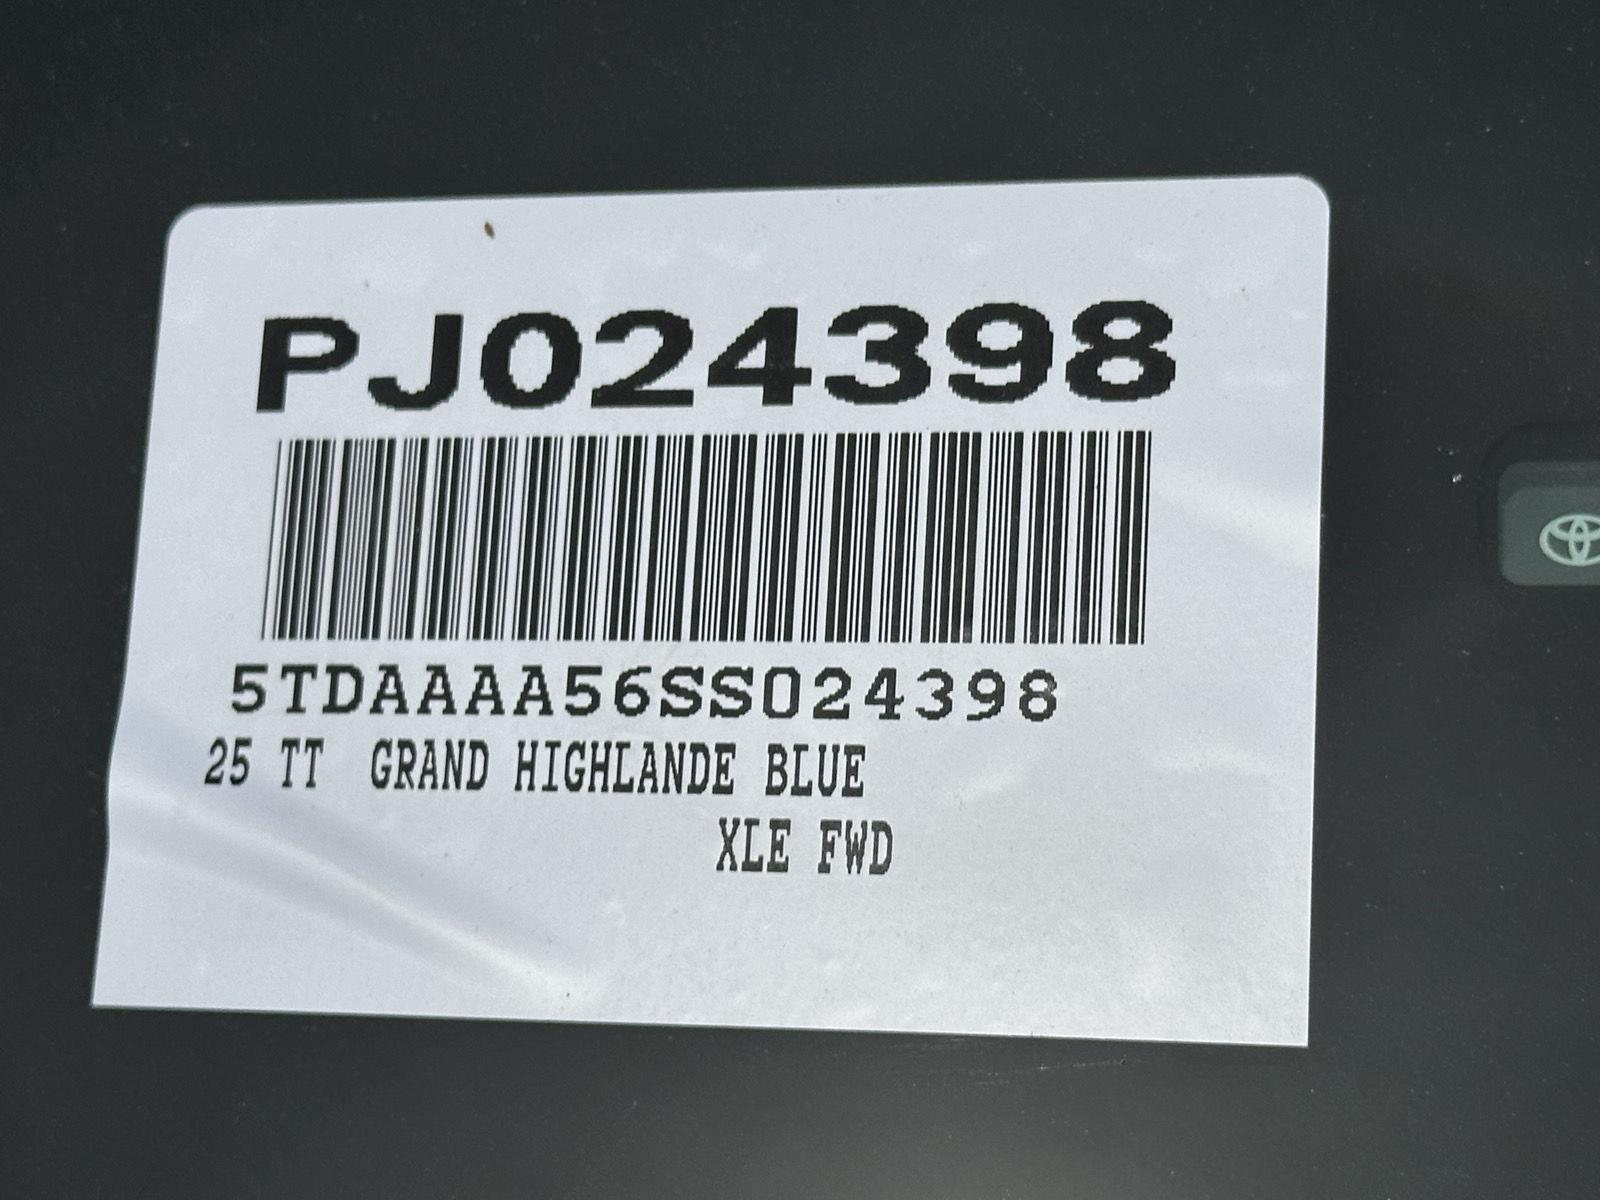 PJ024398
5TDAAAA56SS024398
25 TT GRAND HIGHLANDE BLUE
XLE FWD